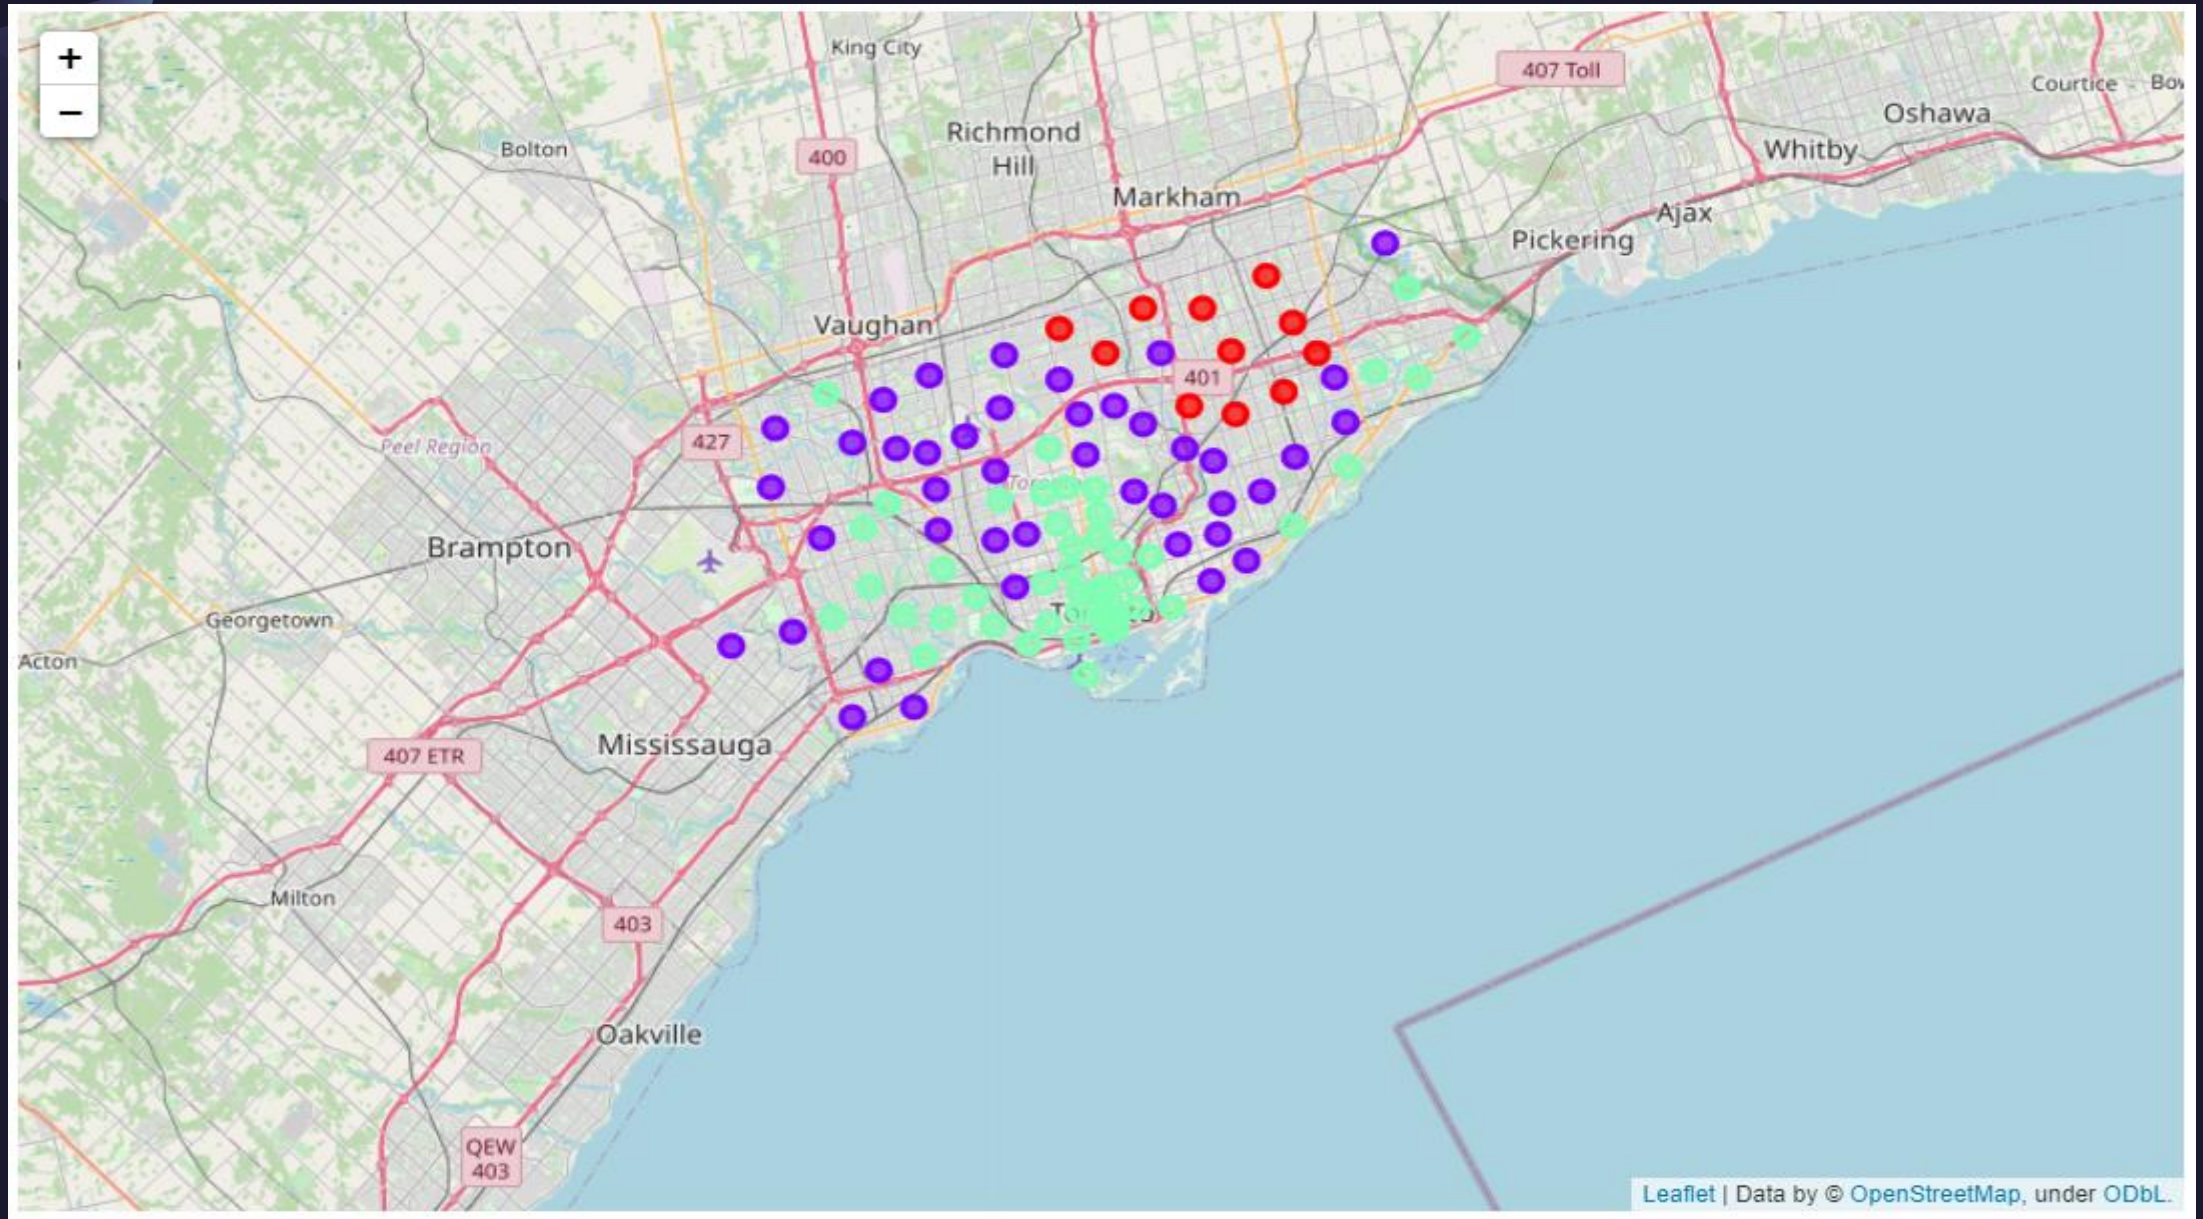 +
−
King City
407 Toll
Courtice
Bow
Oshawa
Richmond
Hill
Bolton
400
Whitby
Markham
Ajax
Pickering
Vaughan
401
427
Peel Region
Brampton
Georgetown
Acton
Mississauga
407 ETR
Milton
403
Oakville
QEW
403
Leaflet | Data by © OpenStreetMap, under ODbL.